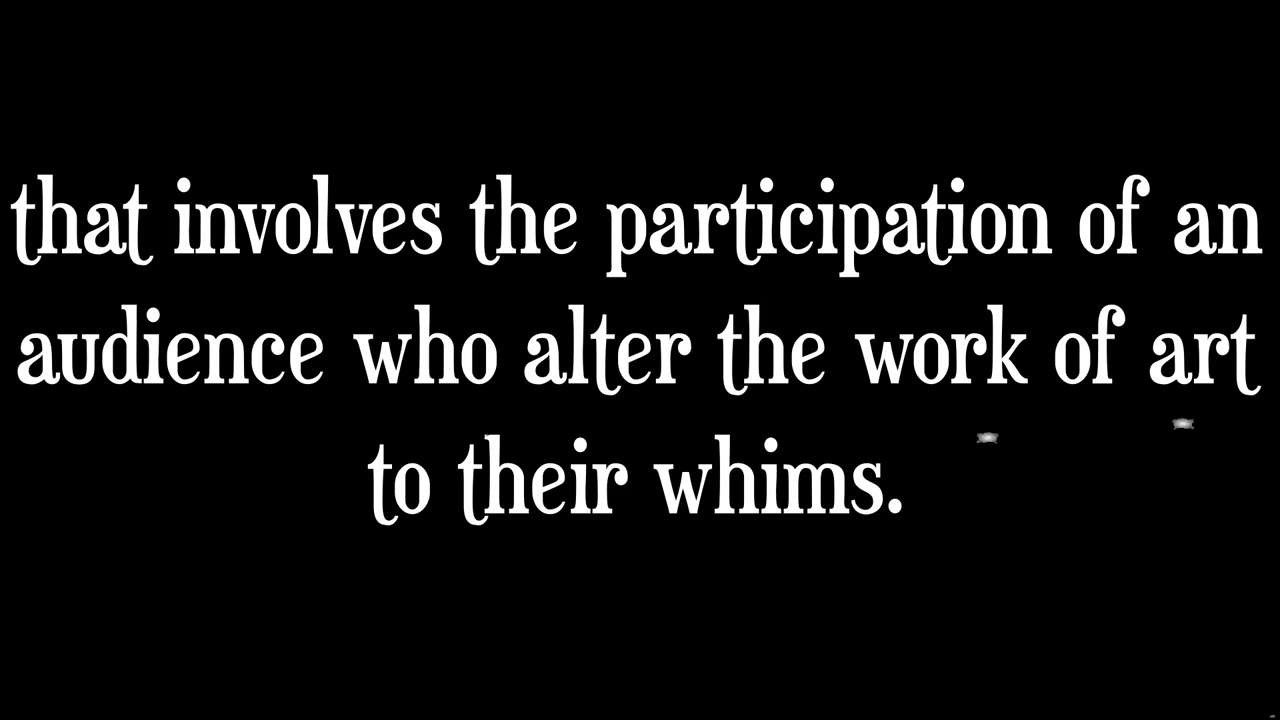 that involves the participation of an
audience who alter the work of art
to their whims.